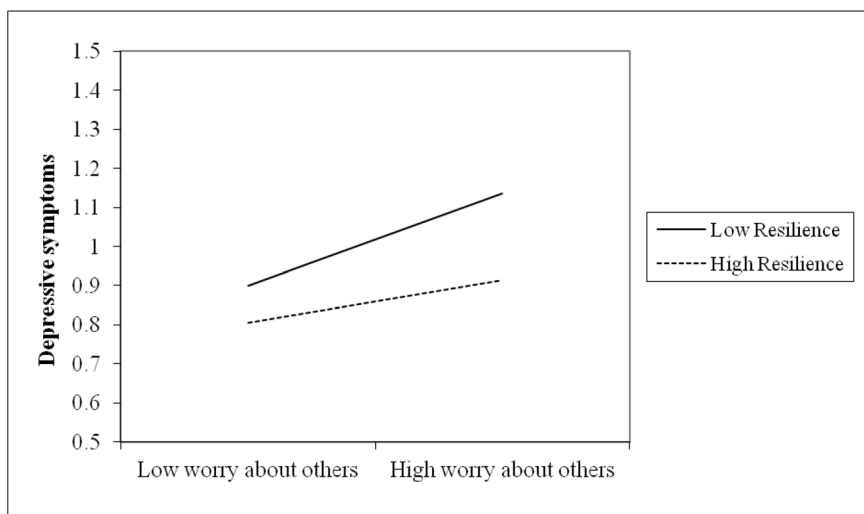 1.5
1.4
1.3
1.2
1.1
1
0.9
0.8
0.7
0.6
0.5
Depressive symptoms
Low worry about others
High worry about others
Low Resilience
High Resilience